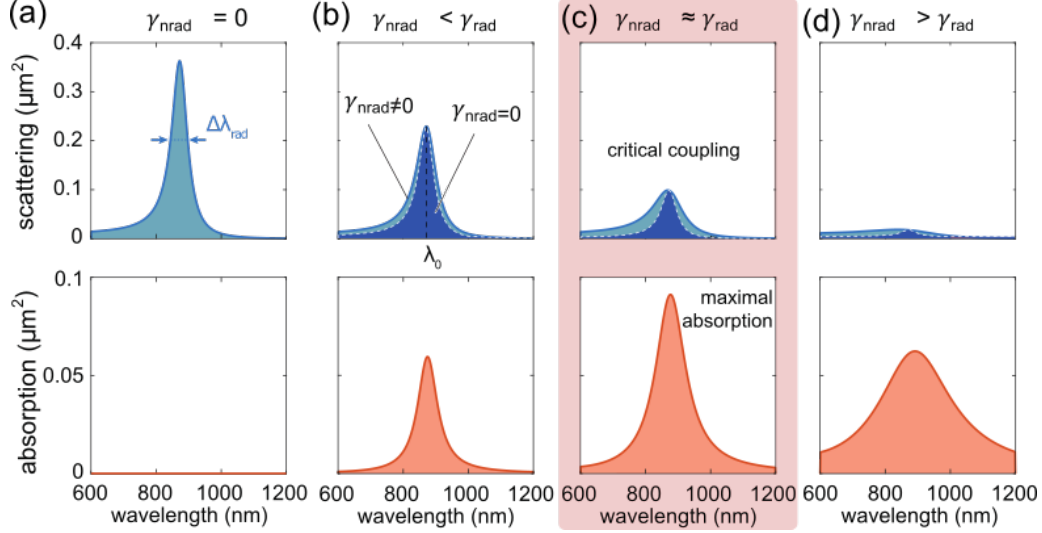 (a) γnrad = 0
(b) γnrad < γrad
(c) γnrad ≈ γrad
(d) γnrad > γrad
scattering (μm²)
0.4
0.3
0.2
0.1
0
Δλrad
γnrad≠0
γnrad=0
λ0
critical coupling
absorption (μm²)
0.1
0.05
0
maximal
absorption
600 800 1000 1200
600 800 1000 1200
600 800 1000 1200
600 800 1000 1200
wavelength (nm)
wavelength (nm)
wavelength (nm)
wavelength (nm)